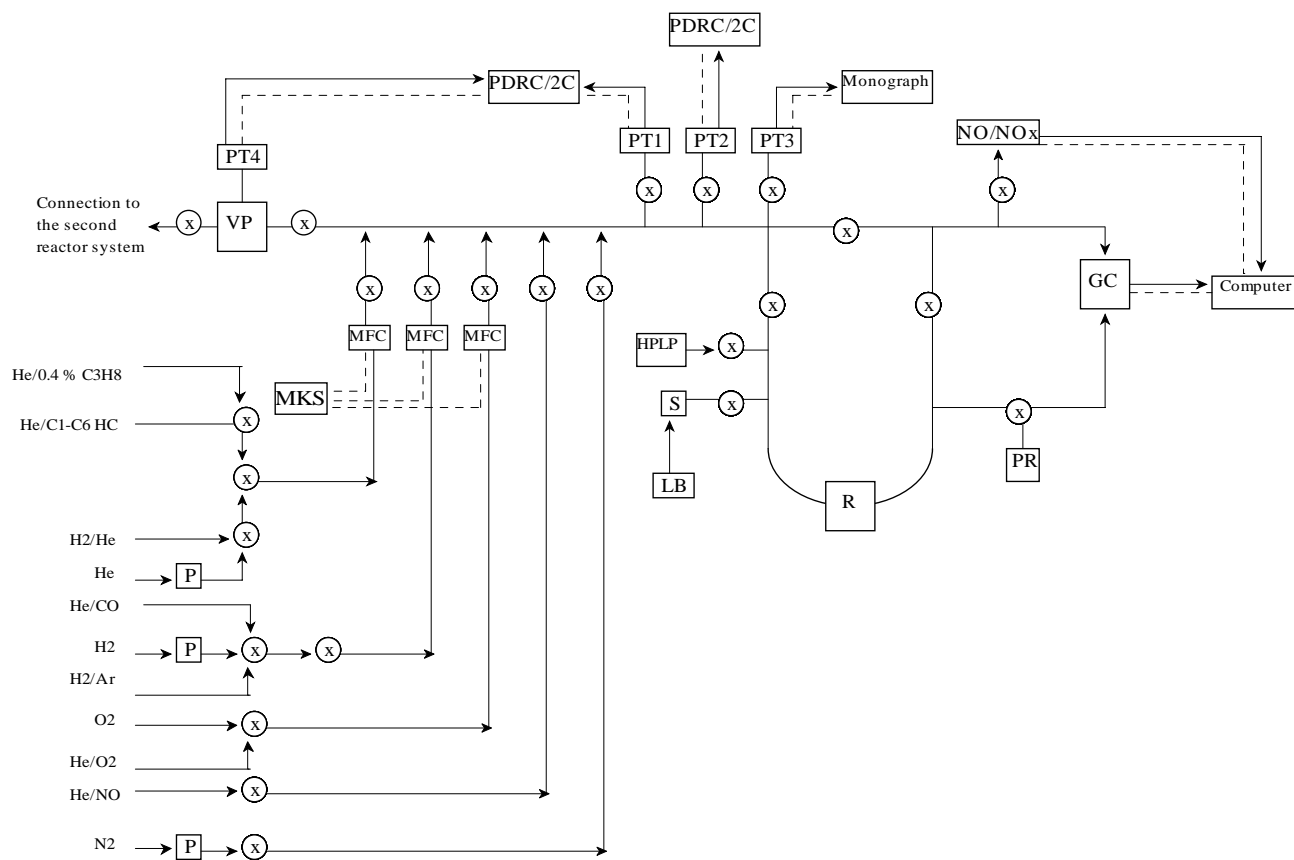 PDRC/2C
PDRC/2C
Monograph
NO/NOx
PT4
PT1
PT2
PT3
x
x
x
x
Connection to
the second
reactor system
x
VP
x
x
GC
Computer
x
x
x
x
x
x
x
MFC
MFC
MFC
HPLP
x
He/0.4 % C3H8
MKS
S
x
x
He/C1-C6 HC
x
PR
x
LB
R
H2/He
x
He
P
He/CO
H2
P
x
x
H2/Ar
O2
x
He/O2
He/NO
x
N2
P
x